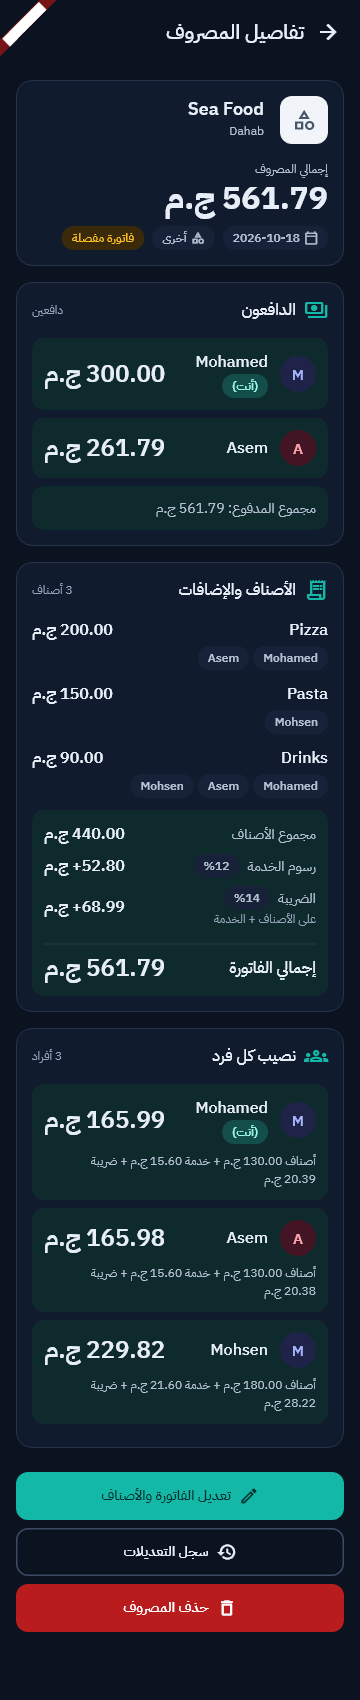 تفاصيل المصروف
Sea Food
Dahab
إجمالي المصروف
561.79 ج.م
2026-10-18 أخرى فاتورة مفصلة
الدافعون دافعين
M Mohamed 300.00 ج.م
(أنت)
A Asem 261.79 ج.م
مجموع المدفوع: 561.79 ج.م
الأصناف والإضافات 3 أصناف
Pizza 200.00 ج.م
Mohamed Asem
Pasta 150.00 ج.م
Mohsen
Drinks 90.00 ج.م
Mohamed Asem Mohsen
مجموع الأصناف 440.00 ج.م
رسوم الخدمة %12 +52.80 ج.م
الضريبة %14 +68.99 ج.م
على الأصناف + الخدمة
إجمالي الفاتورة 561.79 ج.م
نصيب كل فرد 3 أفراد
M Mohamed 165.99 ج.م
(أنت)
أصناف 130.00 ج.م + خدمة 15.60 ج.م + ضريبة
20.39 ج.م
A Asem 165.98 ج.م
أصناف 130.00 ج.م + خدمة 15.60 ج.م + ضريبة
20.38 ج.م
M Mohsen 229.82 ج.م
أصناف 180.00 ج.م + خدمة 21.60 ج.م + ضريبة
28.22 ج.م
تعديل الفاتورة والأصناف
سجل التعديلات
حذف المصروف